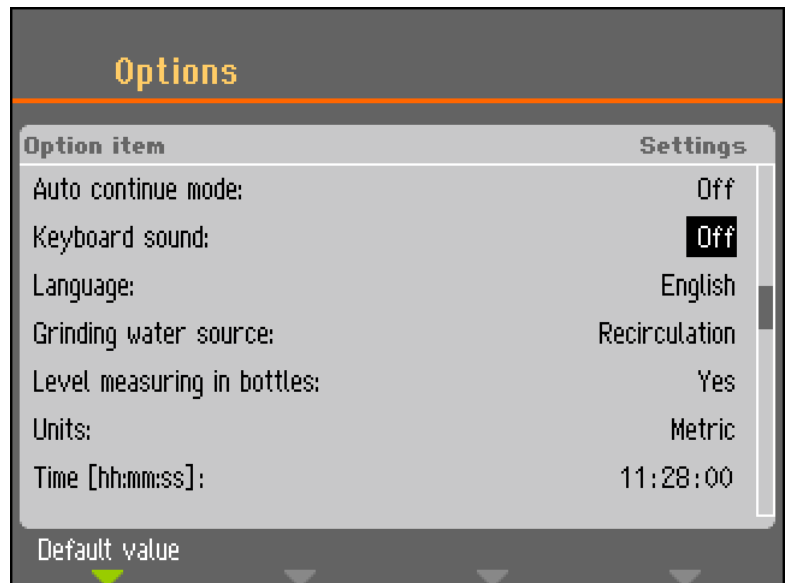 Options
Option item Settings
Auto continue mode: Off
Keyboard sound: Off
Language: English
Grinding water source: Recirculation
Level measuring in bottles: Yes
Units: Metric
Time [hh:mm:ss]: 11:28:00
Default value